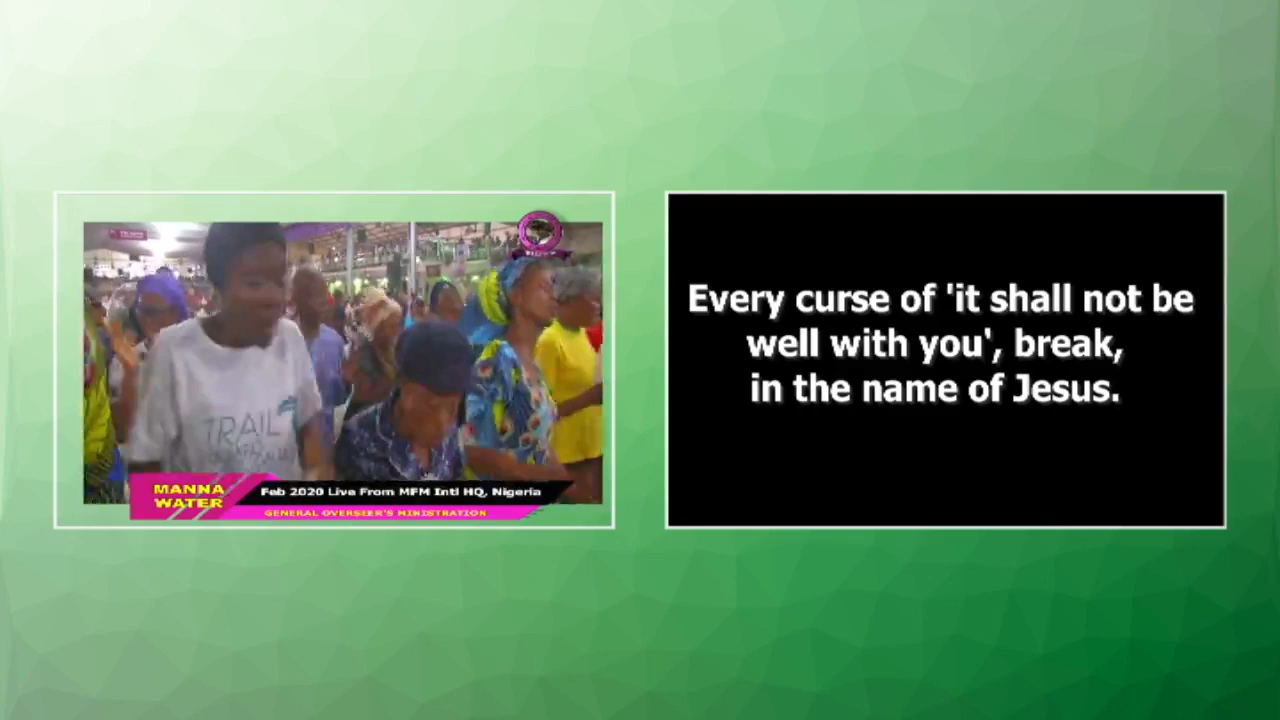 TRAIL
MANNA
WATER
Feb 2020 Live From MFM Intl HQ, Nigeria
GENERAL OVERSEER'S MINISTRATION
Every curse of 'it shall not be
well with you', break,
in the name of Jesus.